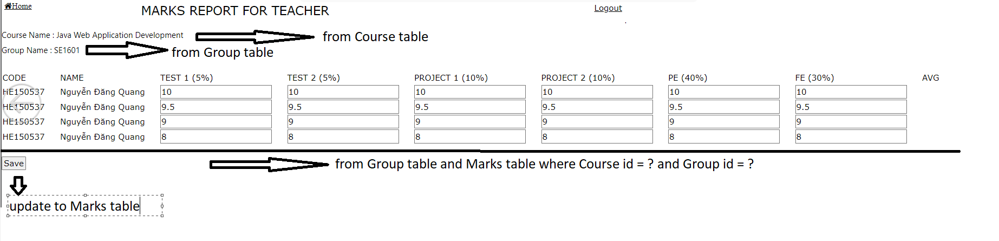 Home
MARKS REPORT FOR TEACHER
Logout
Course Name : Java Web Application Development
from Course table
Group Name : SE1601
from Group table
CODE NAME TEST 1 (5%) TEST 2 (5%) PROJECT 1 (10%) PROJECT 2 (10%) PE (40%) FE (30%) AVG
HE150537 Nguyễn Đăng Quang 10 10 10 10 10 10
HE150537 Nguyễn Đăng Quang 9.5 9.5 9.5 9.5 9.5 9.5
HE150537 Nguyễn Đăng Quang 9 9 9 9 9 9
HE150537 Nguyễn Đăng Quang 8 8 8 8 8 8
Save
from Group table and Marks table where Course id = ? and Group id = ?
update to Marks table